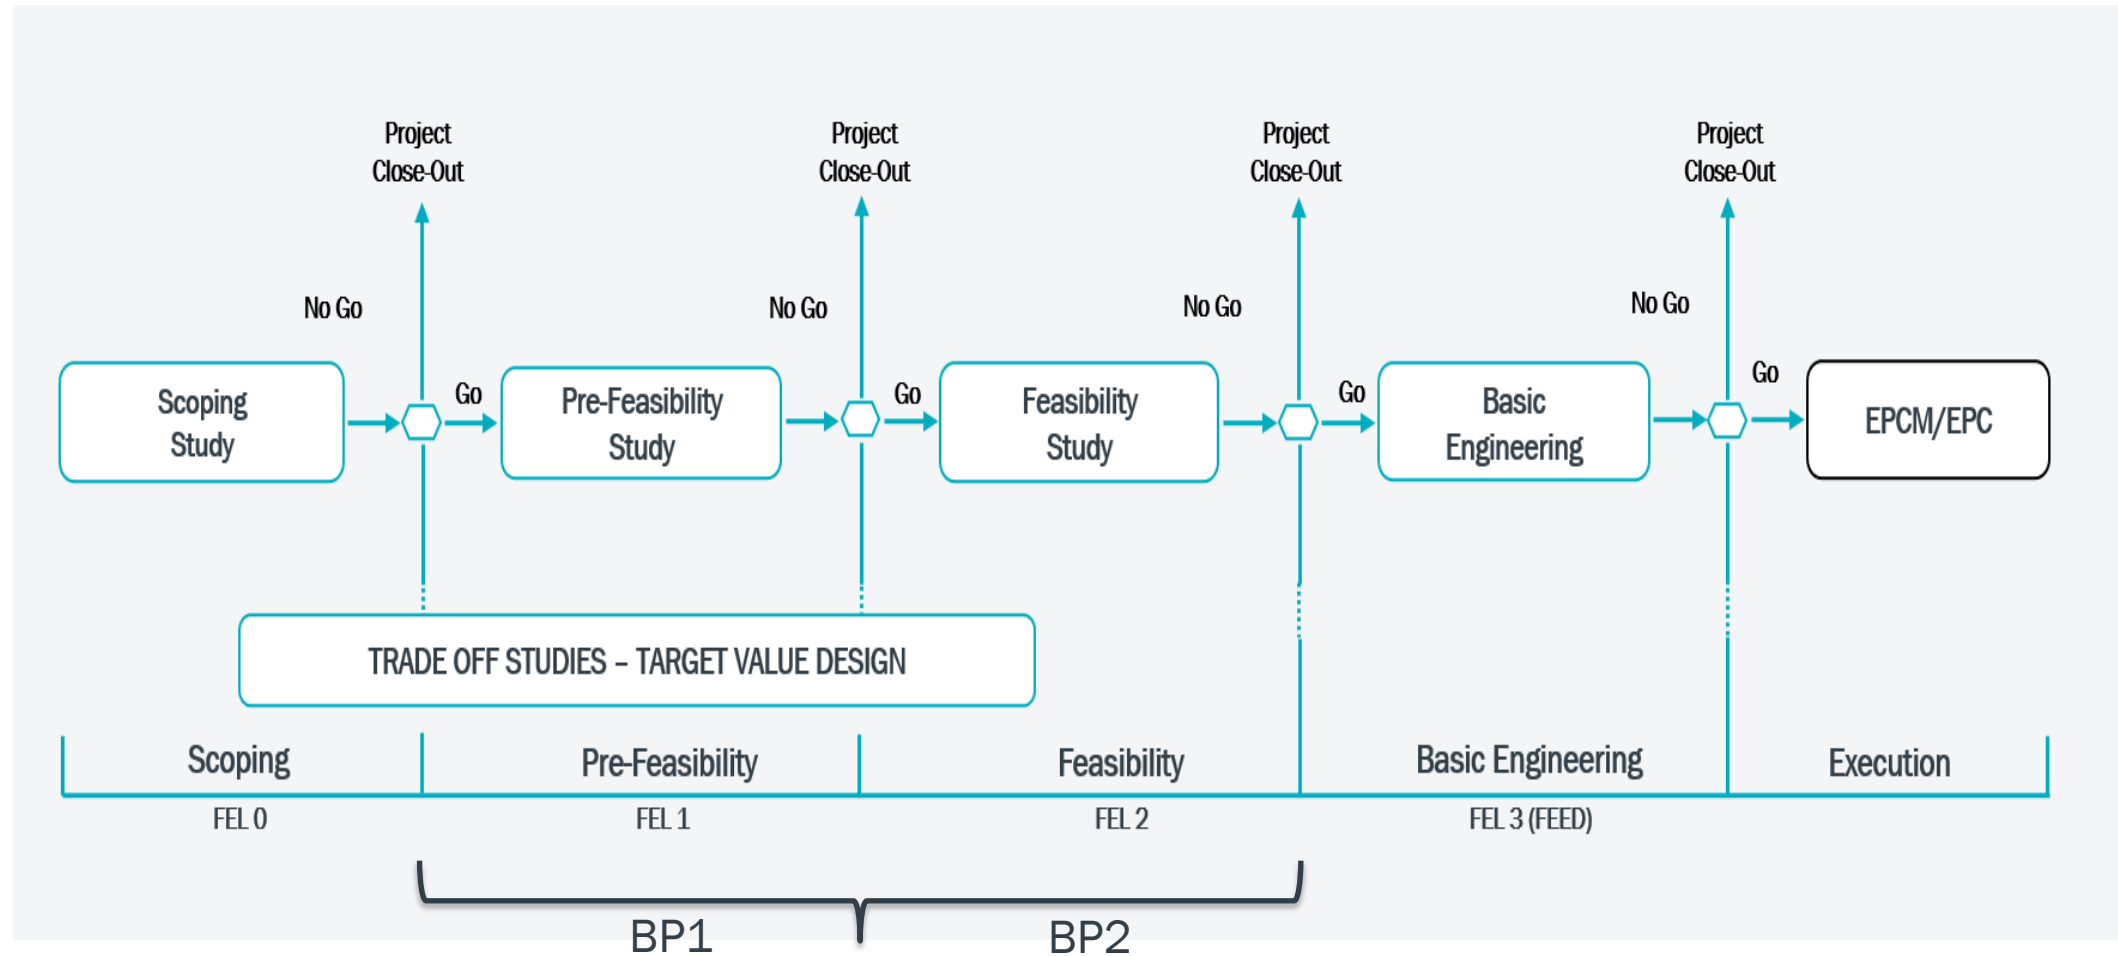 Project
Close-Out
Project
Close-Out
Project
Close-Out
Project
Close-Out
No Go
No Go
No Go
No Go
Scoping
Study
Go
Pre-Feasibility
Study
Go
Feasibility
Study
Go
Basic
Engineering
Go
EPCM/EPC
TRADE OFF STUDIES – TARGET VALUE DESIGN
Scoping
Pre-Feasibility
Feasibility
Basic Engineering
Execution
FEL 0
FEL 1
FEL 2
FEL 3 (FEED)
BP1
BP2